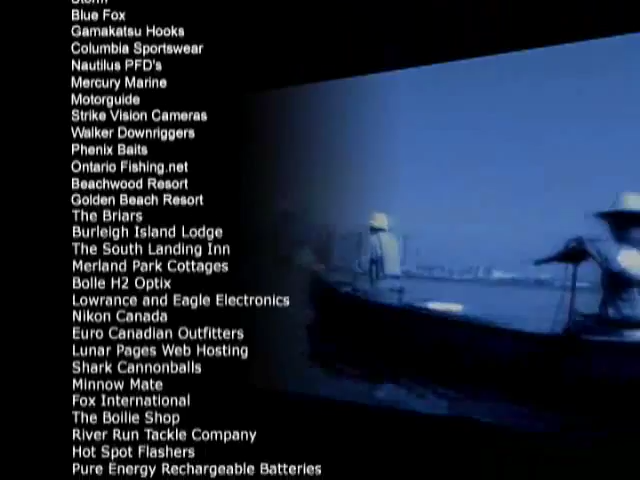 Storm
Blue Fox
Gamakatsu Hooks
Columbia Sportswear
Nautilus PFD's
Mercury Marine
Motorguide
Strike Vision Cameras
Walker Downriggers
Phenix Baits
Ontario Fishing.net
Beachwood Resort
Golden Beach Resort
The Briars
Burleigh Island Lodge
The South Landing Inn
Merland Park Cottages
Bolle H2 Optix
Lowrance and Eagle Electronics
Nikon Canada
Euro Canadian Outfitters
Lunar Pages Web Hosting
Shark Cannonballs
Minnow Mate
Fox International
The Boilie Shop
River Run Tackle Company
Hot Spot Flashers
Pure Energy Rechargeable Batteries